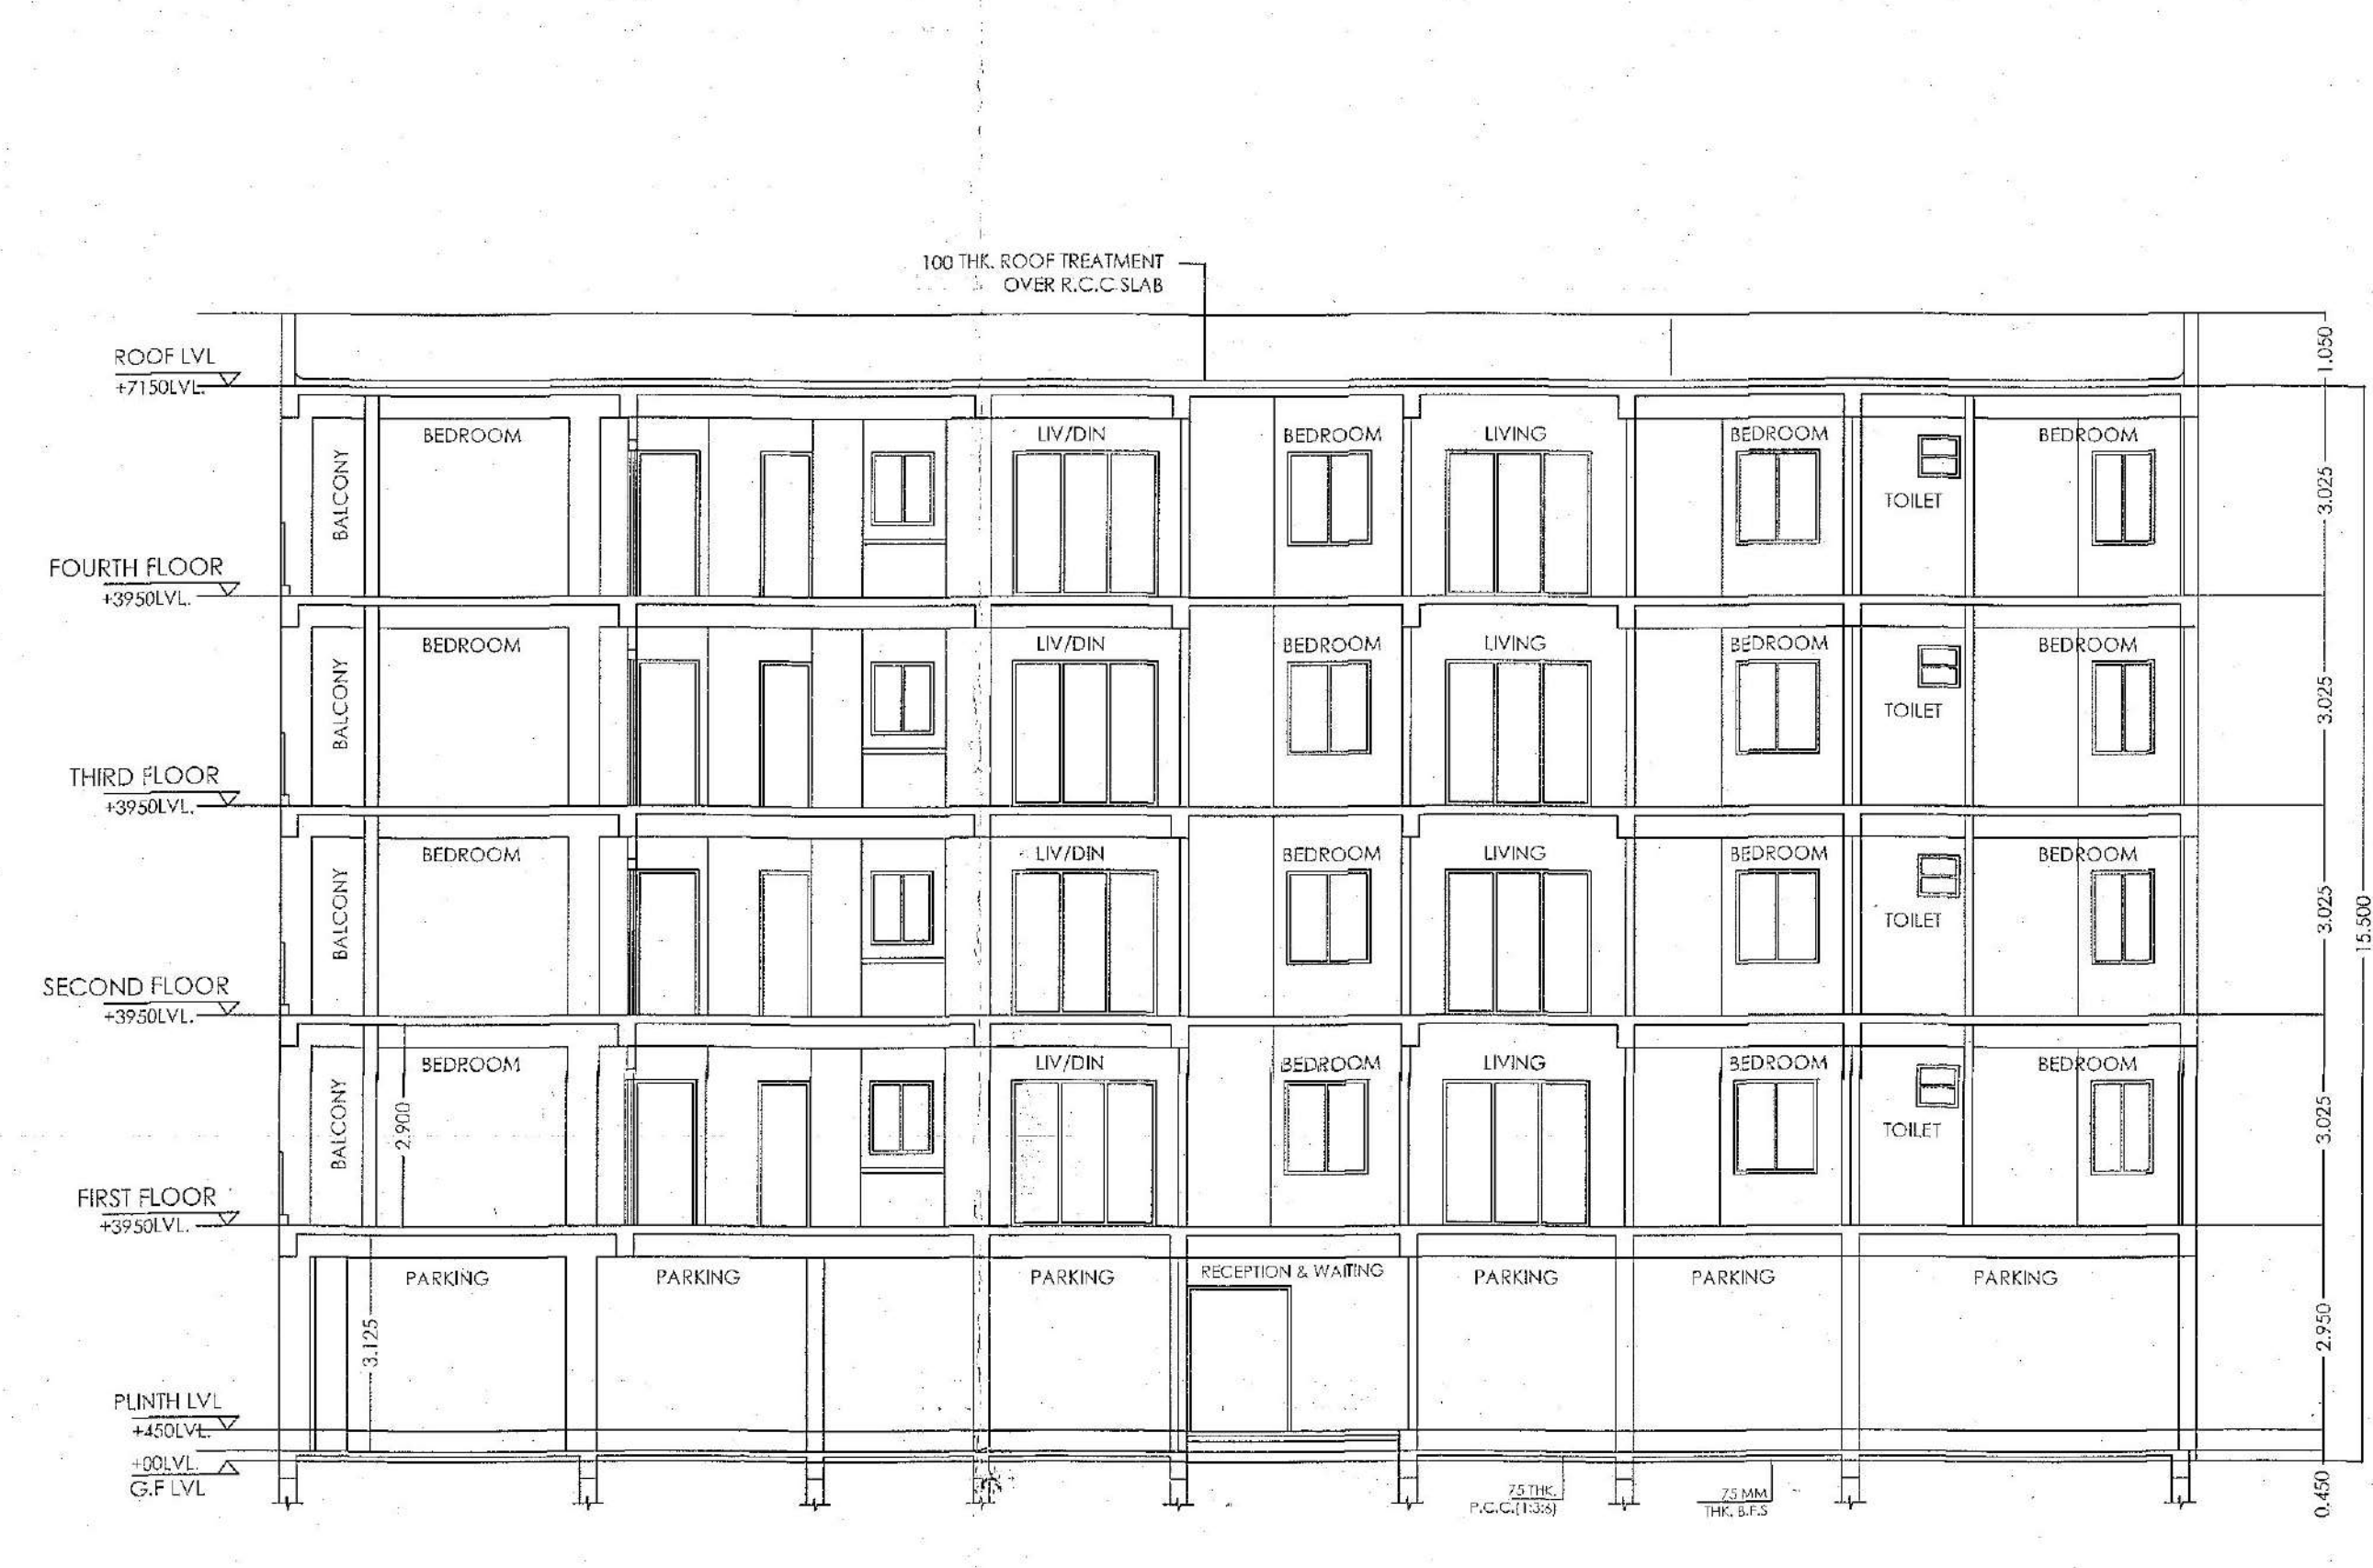 100 THK. ROOF TREATMENT
OVER R.C.C SLAB
ROOF LVL
+7150LVL.
1.050
BEDROOM
LIV/DIN
BEDROOM
LIVING
BEDROOM
BEDROOM
BALCONY
TOILET
3.025
FOURTH FLOOR
+3950LVL.
BEDROOM
LIV/DIN
BEDROOM
LIVING
BEDROOM
BEDROOM
BALCONY
TOILET
3.025
THIRD FLOOR
+3950LVL.
BEDROOM
LIV/DIN
BEDROOM
LIVING
BEDROOM
BEDROOM
BALCONY
TOILET
3.025
15.500
SECOND FLOOR
+3950LVL.
BEDROOM
LIV/DIN
BEDROOM
LIVING
BEDROOM
BEDROOM
BALCONY
2.900
TOILET
3.025
FIRST FLOOR
+3950LVL.
PARKING
PARKING
PARKING
RECEPTION & WAITING
PARKING
PARKING
PARKING
3.125
2.950
PLINTH LVL
+450LVL.
+00LVL.
G.F LVL
75 THK.
P.C.C.(1:3:6)
75 MM
THK. B.F.S
0.450